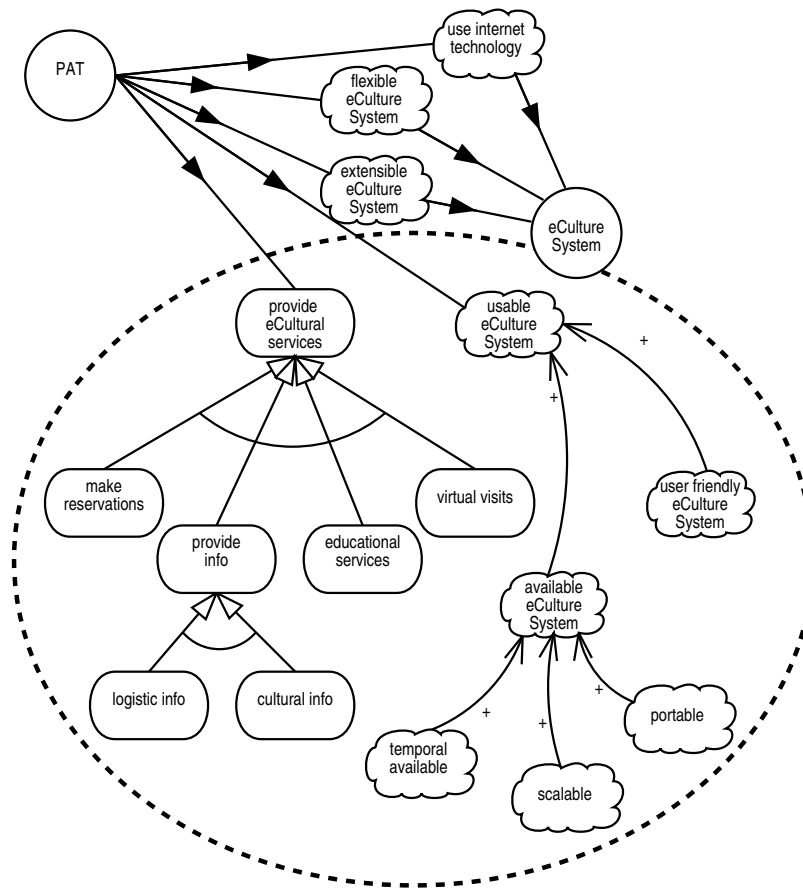 PAT
use internet
technology
flexible
eCulture
System
extensible
eCulture
System
eCulture
System
provide
eCultural
services
usable
eCulture
System
+
+
make
reservations
virtual visits
user friendly
eCulture
System
provide
info
educational
services
available
eCulture
System
logistic info
cultural info
+
+
+
temporal
available
scalable
portable